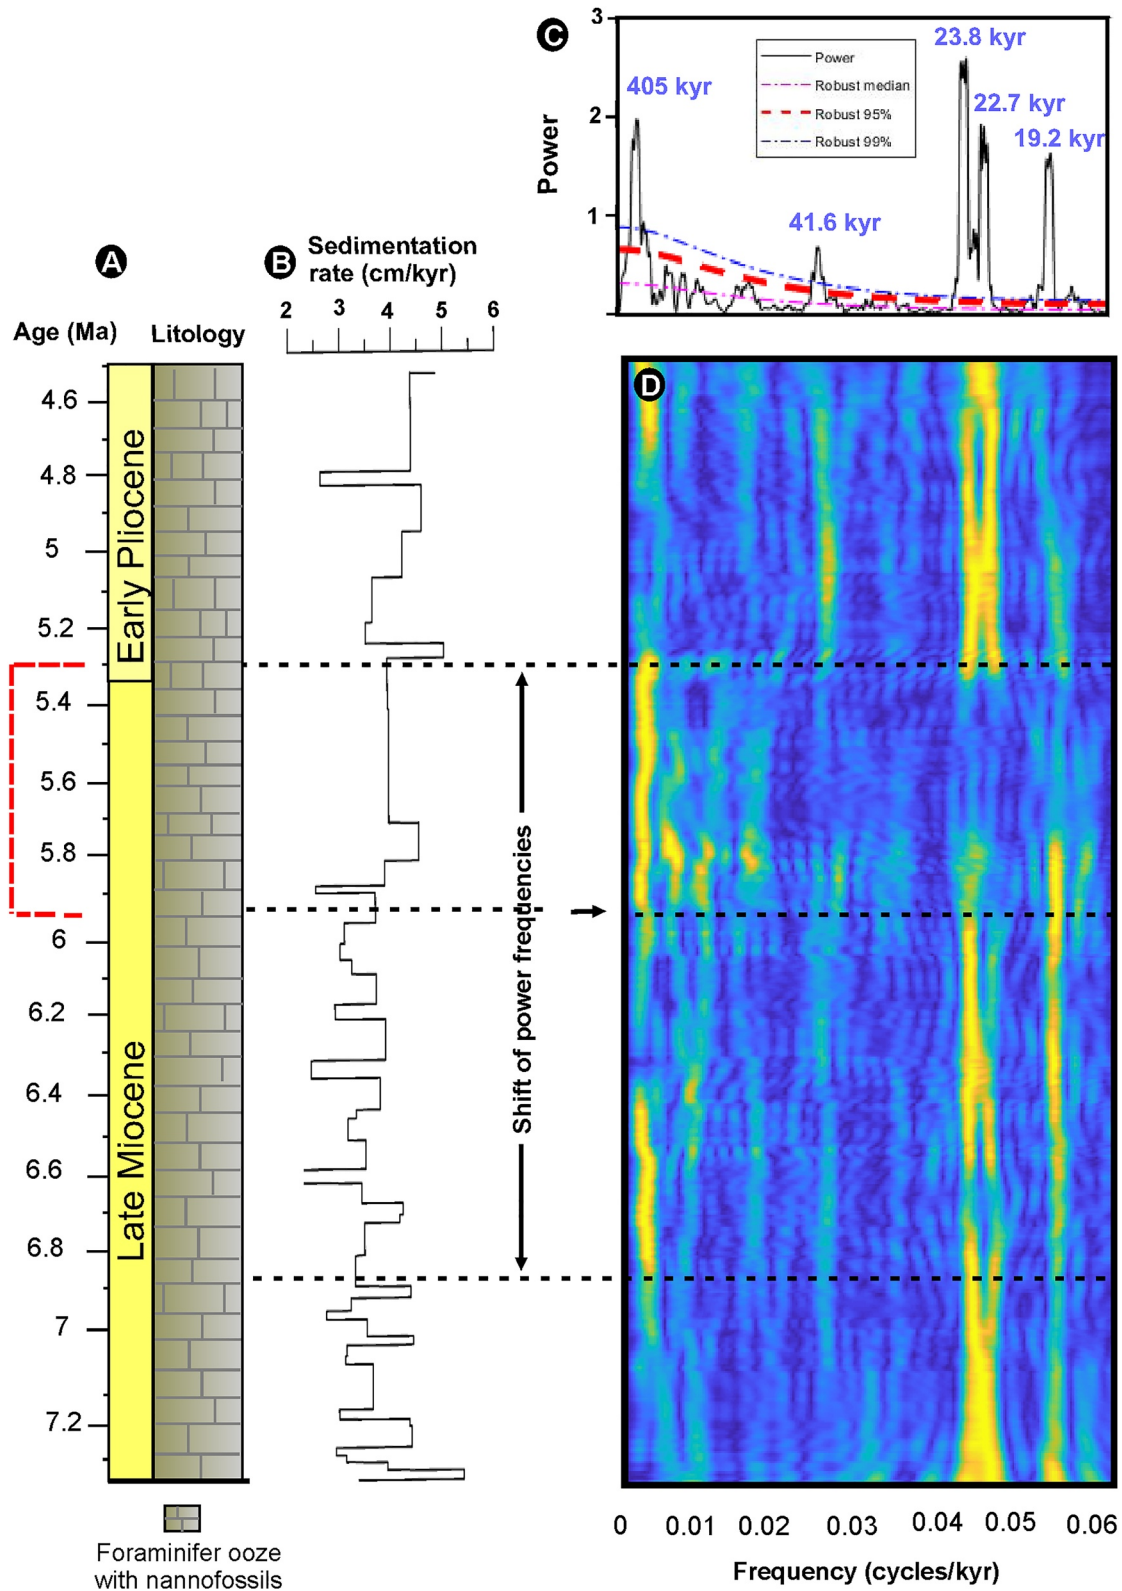 C
3
2
1
Power
405 kyr
23.8 kyr
22.7 kyr
19.2 kyr
41.6 kyr
Power
Robust median
Robust 95%
Robust 99%
A
B
Sedimentation
rate (cm/kyr)
2 3 4 5 6
Age (Ma)
Litology
4.6
4.8
5
5.2
5.4
5.6
5.8
6
6.2
6.4
6.6
6.8
7
7.2
Early Pliocene
Late Miocene
Shift of power frequencies
D
0 0.01 0.02 0.03 0.04 0.05 0.06
Frequency (cycles/kyr)
Foraminifer ooze
with nannofossils